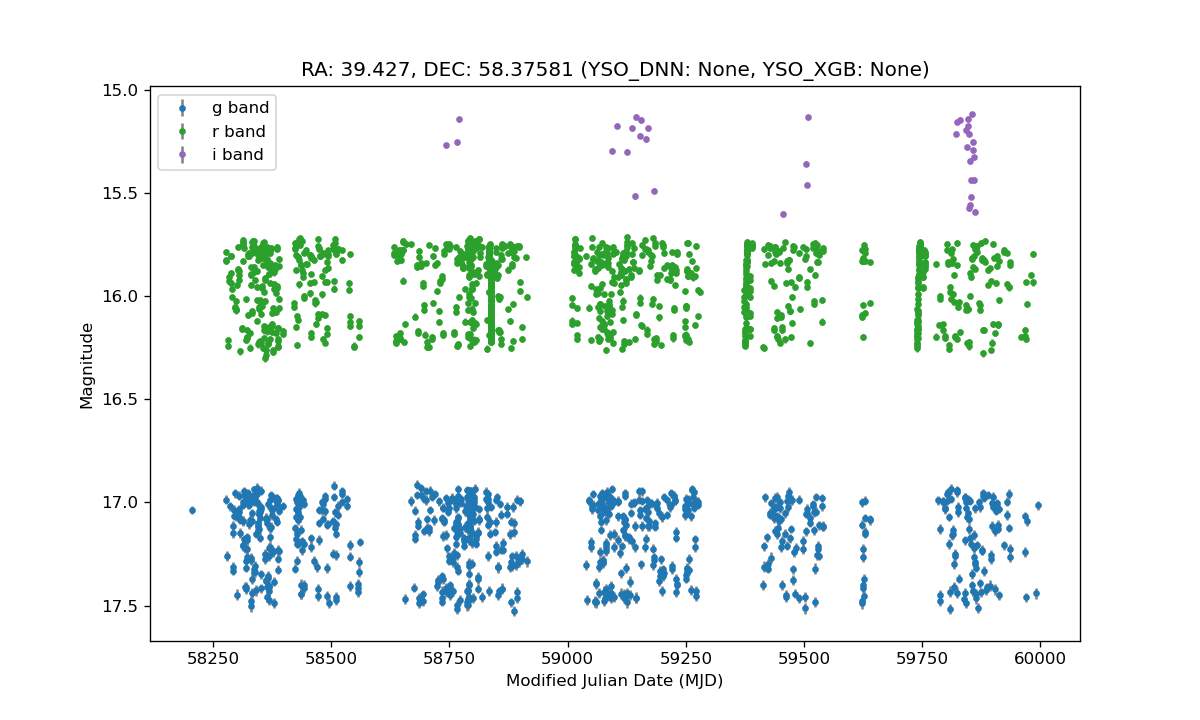 RA: 39.427, DEC: 58.37581 (YSO_DNN: None, YSO_XGB: None)
g band
r band
i band
15.0
15.5
16.0
16.5
17.0
17.5
Magnitude
58250
58500
58750
59000
59250
59500
59750
60000
Modified Julian Date (MJD)